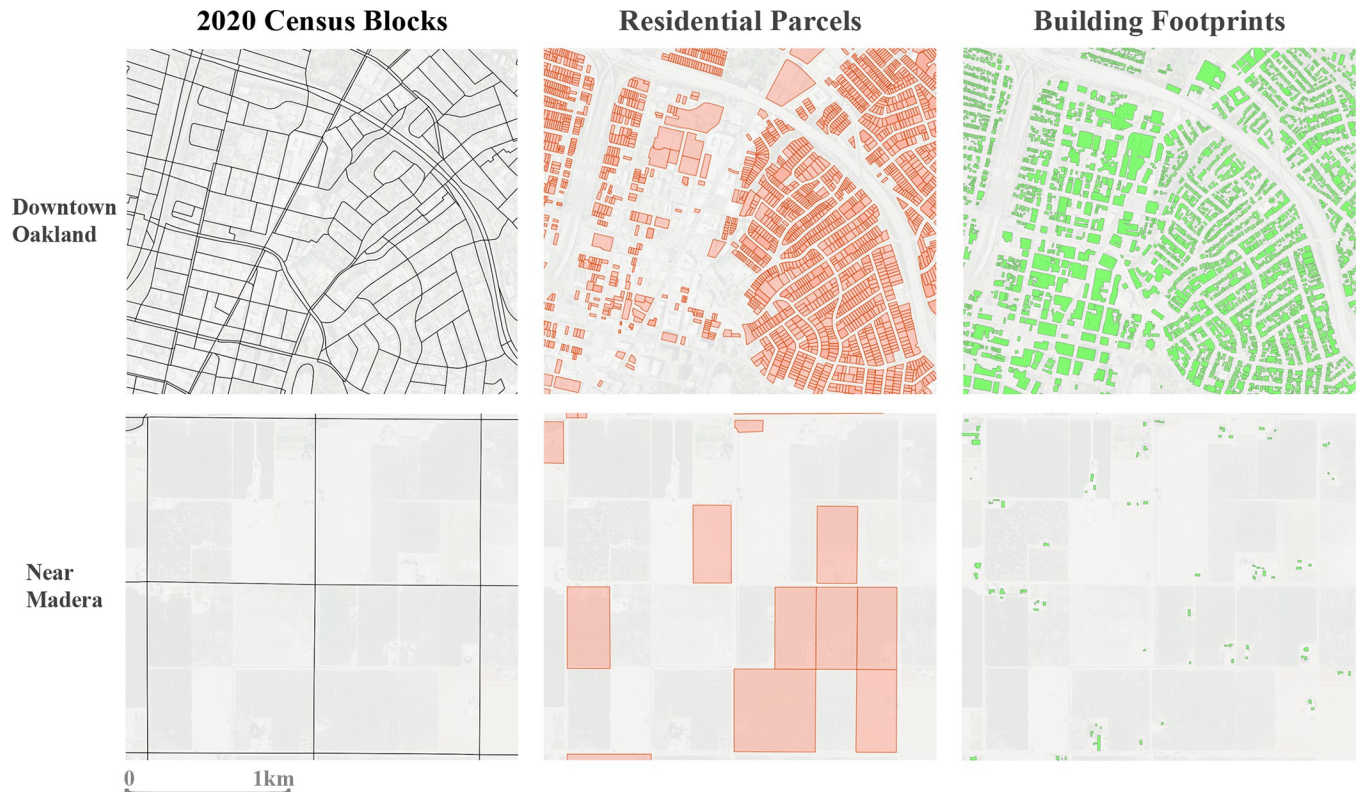 2020 Census Blocks
Residential Parcels
Building Footprints
Downtown
Oakland
Near
Madera
0
1km